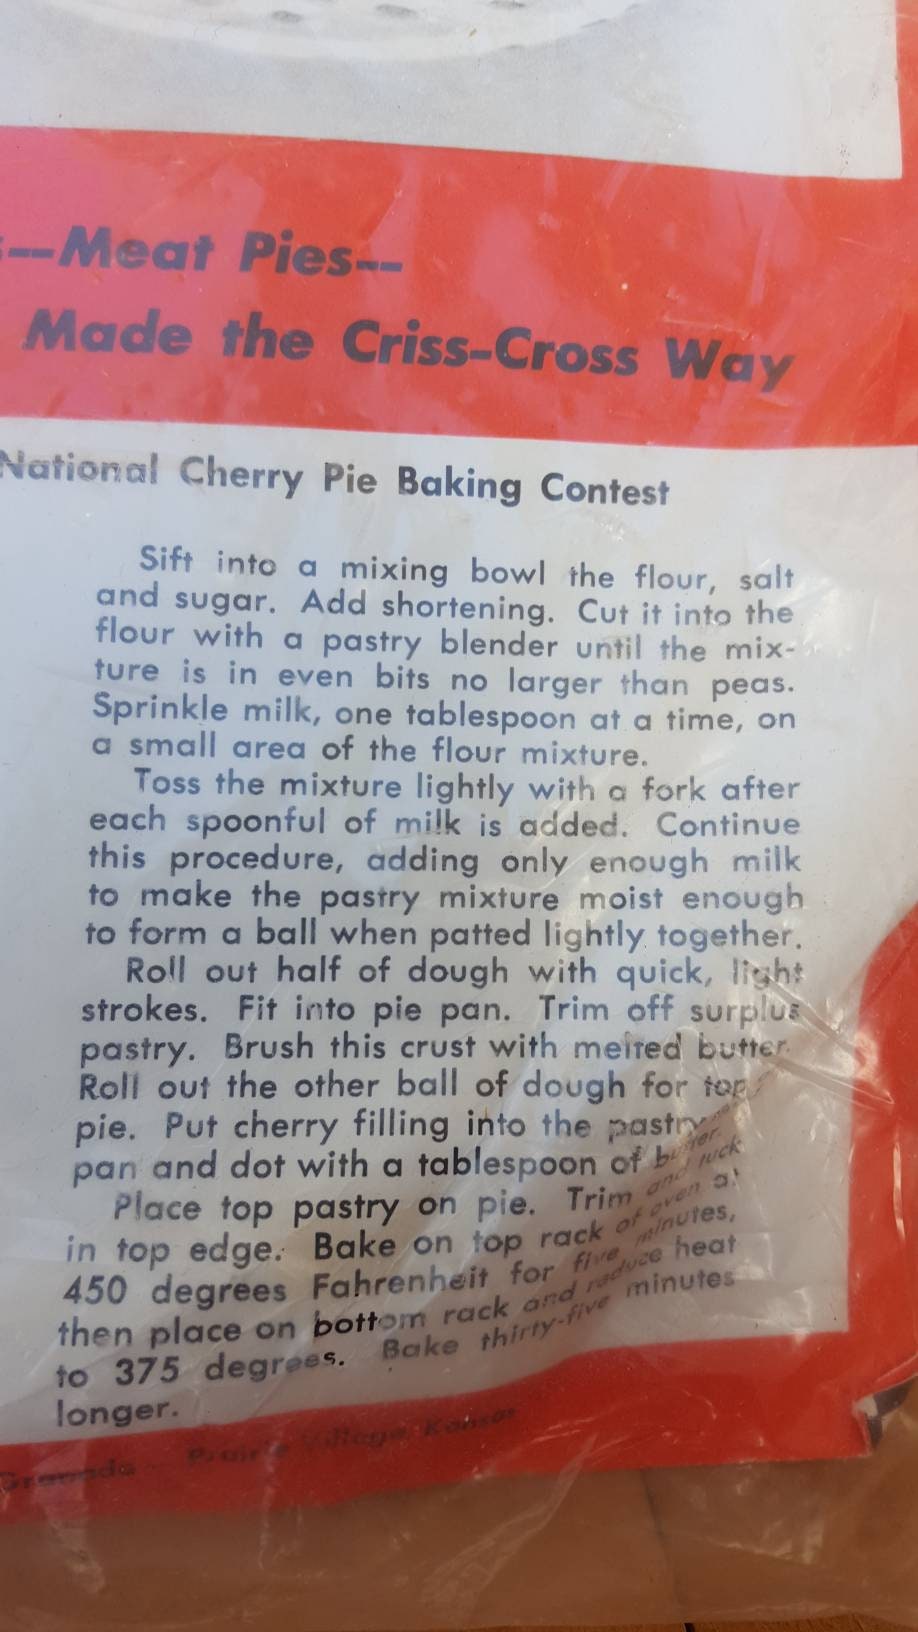 --Meat Pies--
Made the Criss-Cross Way
National Cherry Pie Baking Contest
Sift into a mixing bowl the flour, salt
and sugar. Add shortening. Cut it into the
flour with a pastry blender until the mix-
ture is in even bits no larger than peas.
Sprinkle milk, one tablespoon at a time, on
a small area of the flour mixture.
Toss the mixture lightly with a fork after
each spoonful of milk is added. Continue
this procedure, adding only enough milk
to make the pastry mixture moist enough
to form a ball when patted lightly together.
Roll out half of dough with quick, light
strokes. Fit into pie pan. Trim off surplus
pastry. Brush this crust with melted butter.
Roll out the other ball of dough for top
pie. Put cherry filling into the pastry
pan and dot with a tablespoon of butter.
Place top pastry on pie. Trim and tuck
in top edge. Bake on top rack of oven at
450 degrees Fahrenheit for five minutes,
then place on bottom rack and reduce heat
to 375 degrees. Bake thirty-five minutes
longer.
Prairie Village, Kansas